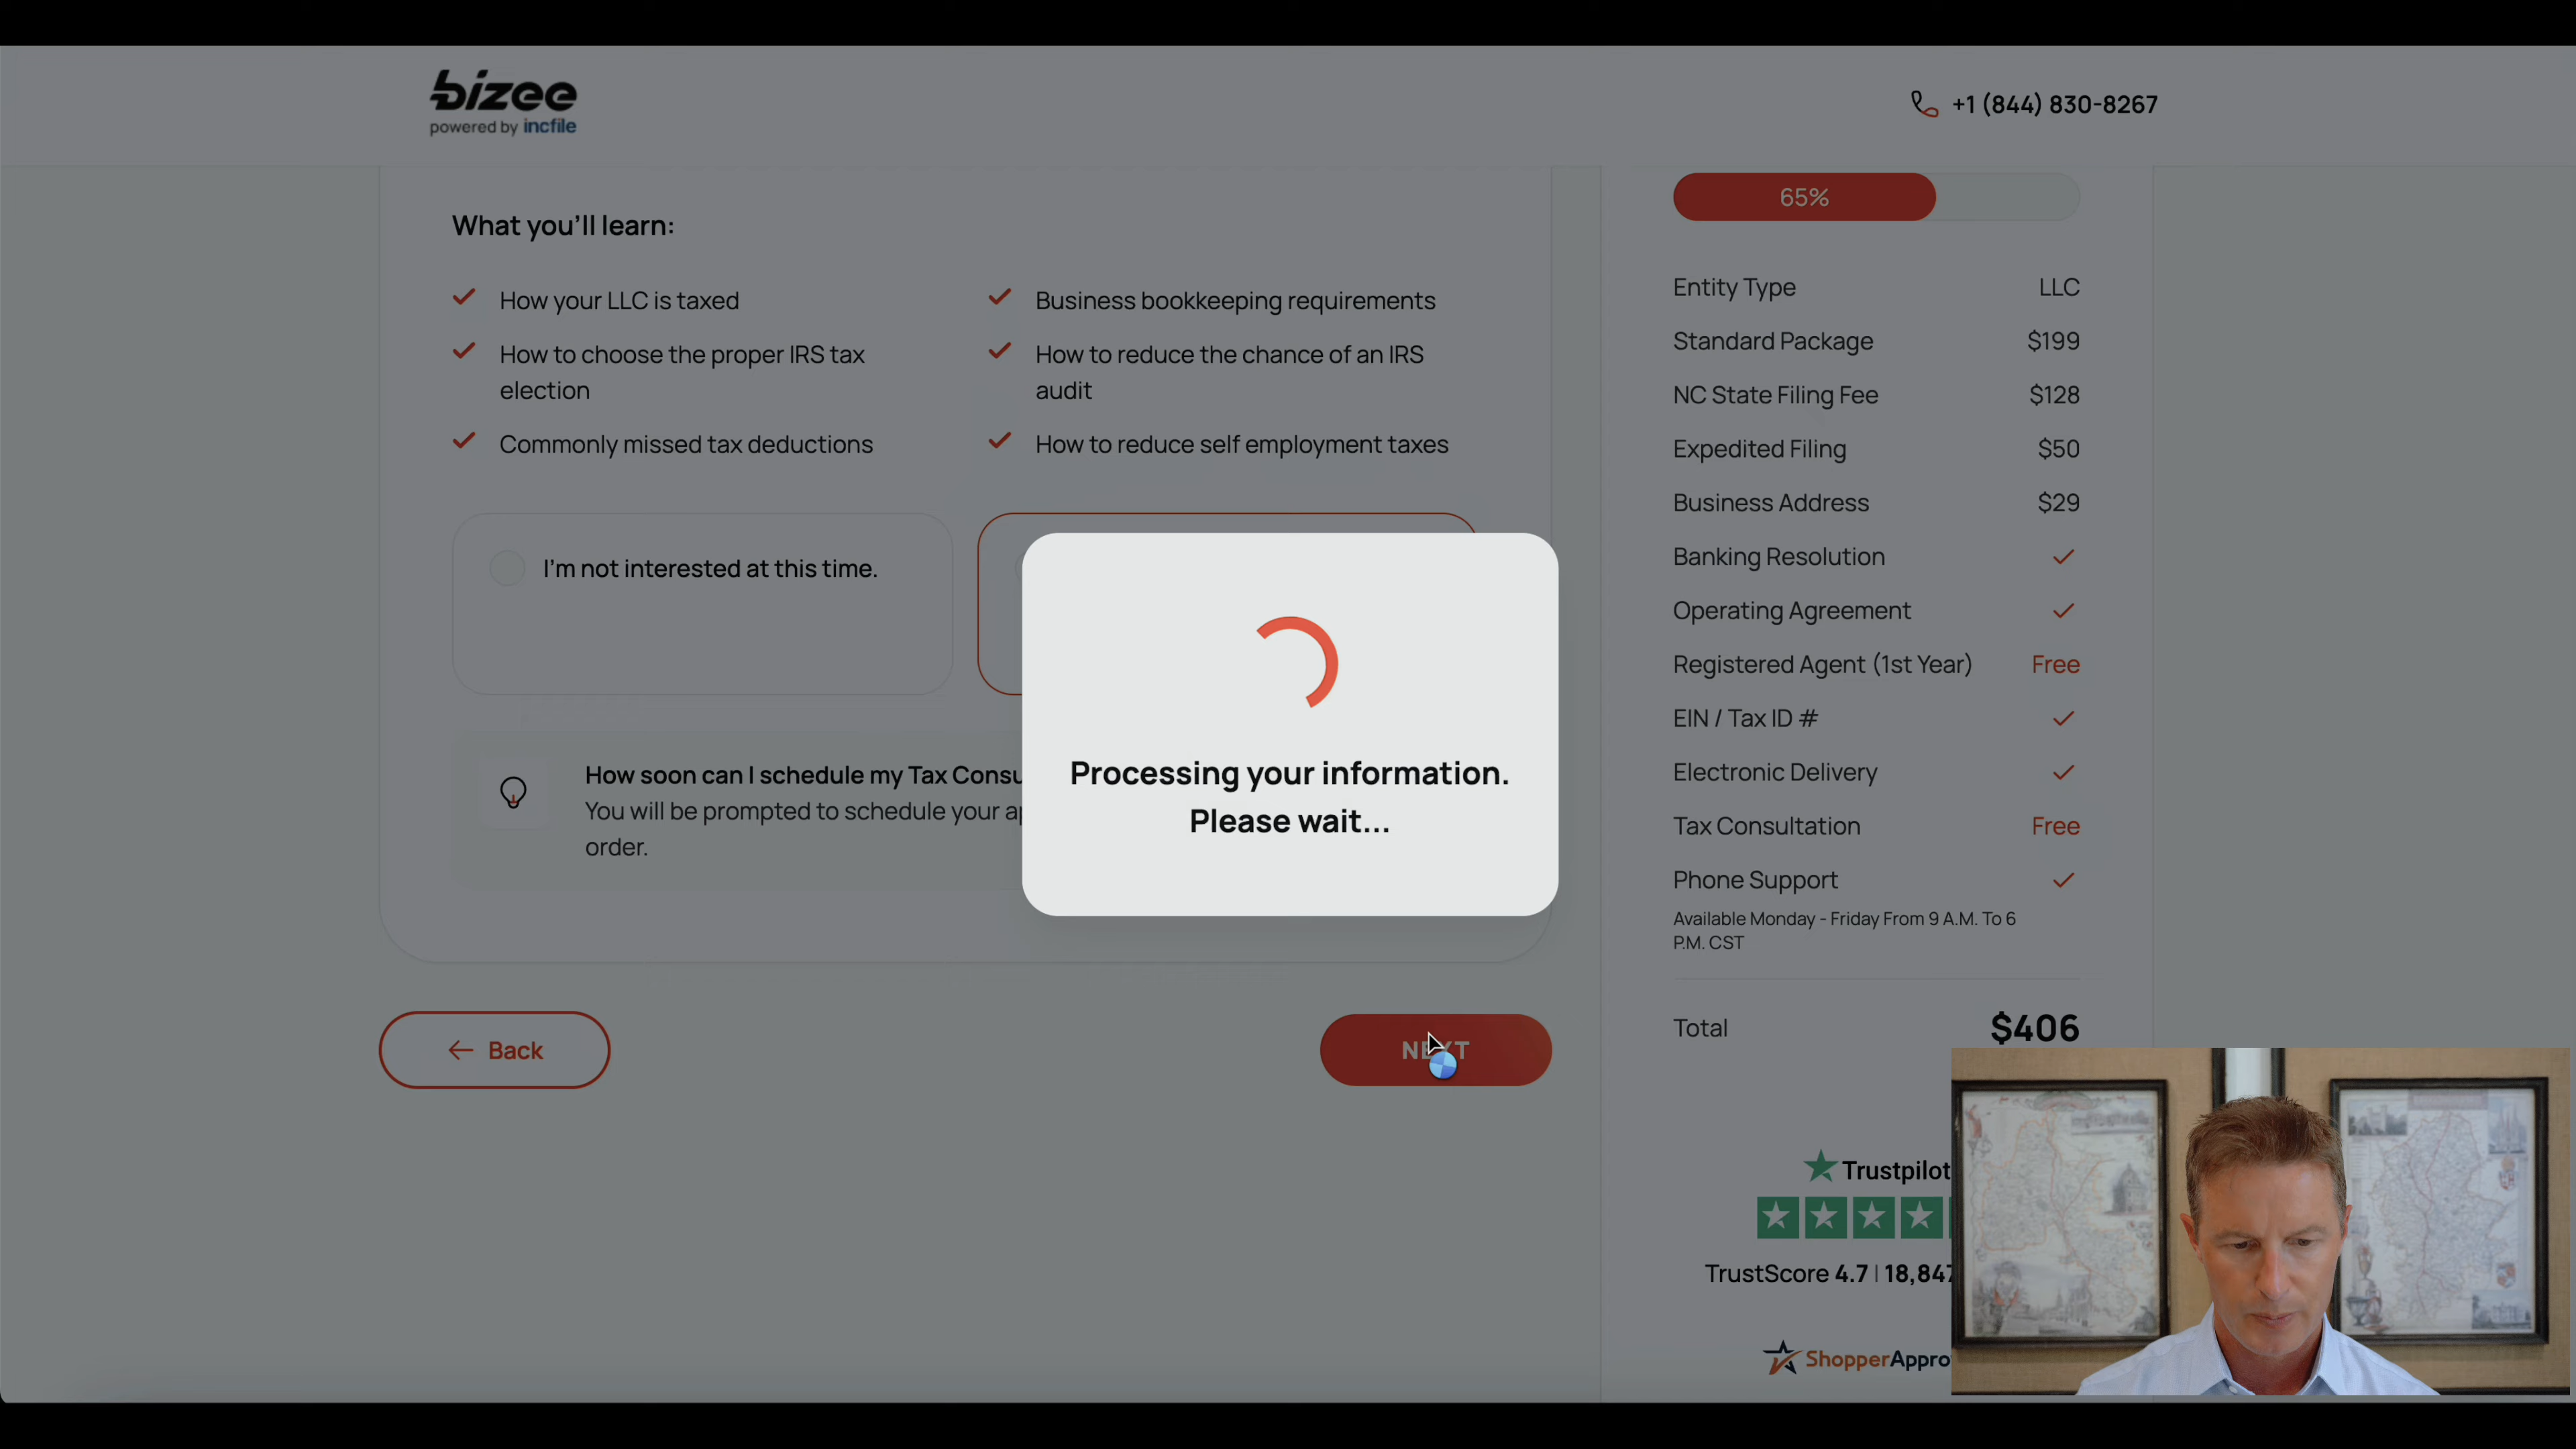 bizee
powered by incfile
+1 (844) 830-8267
What you'll learn:
How your LLC is taxed
How to choose the proper IRS tax
election
Commonly missed tax deductions
Business bookkeeping requirements
How to reduce the chance of an IRS
audit
How to reduce self employment taxes
I'm not interested at this time.
How soon can I schedule my Tax
You will be prompted to schedule your
order.
Processing your information.
Please wait...
Back
NEXT
65%
Entity Type LLC
Standard Package $199
NC State Filing Fee $128
Expedited Filing $50
Business Address $29
Banking Resolution
Operating Agreement
Registered Agent (1st Year) Free
EIN / Tax ID #
Electronic Delivery
Tax Consultation Free
Phone Support
Available Monday - Friday From 9 A.M. To 6
P.M. CST
Total $406
Trustpilot
TrustScore 4.7 | 18,847
ShopperAppro